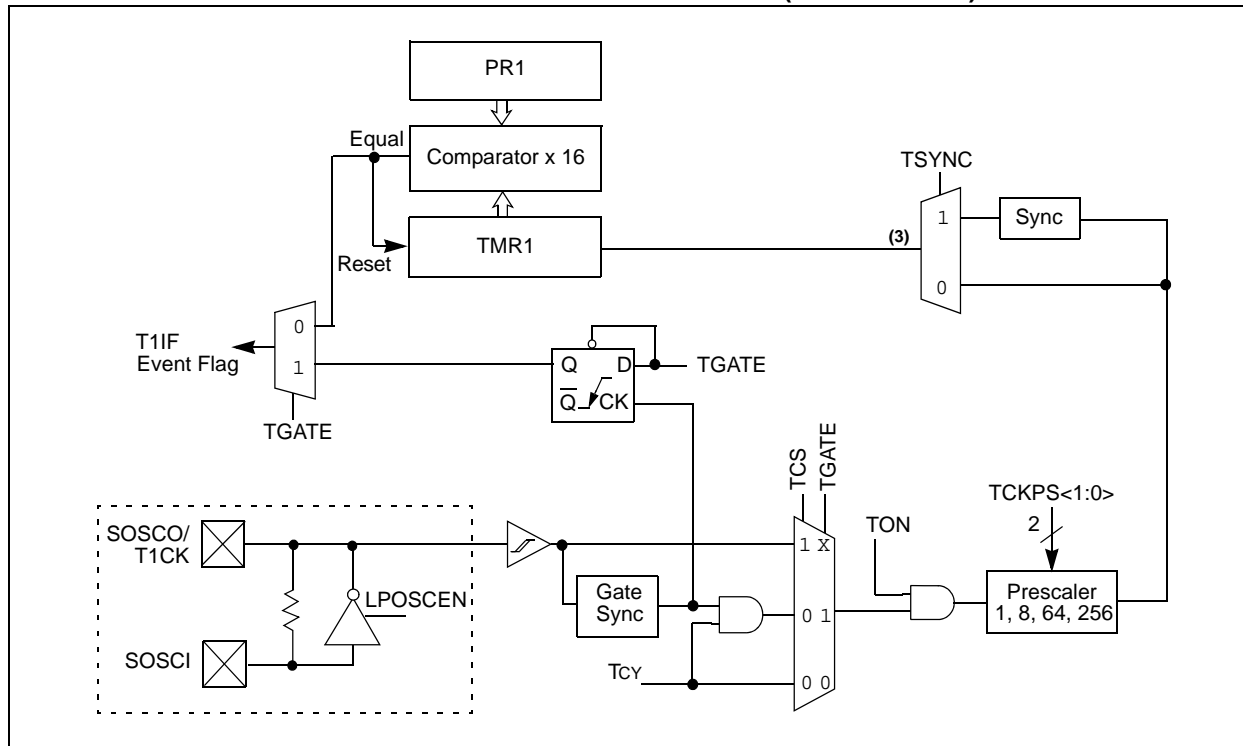 PR1
Equal
Comparator x 16
TSYNC
1
Sync
(3)
TMR1
Reset
0
0
T1IF
Event Flag
1
Q
D
TGATE
Q
CK
TGATE
TCS
TGATE
TCKPS<1:0>
2
TON
SOSCO/
T1CK
1 X
Prescaler
1, 8, 64, 256
LPOSCEN
Gate
Sync
0 1
SOSCI
TCY
0 0